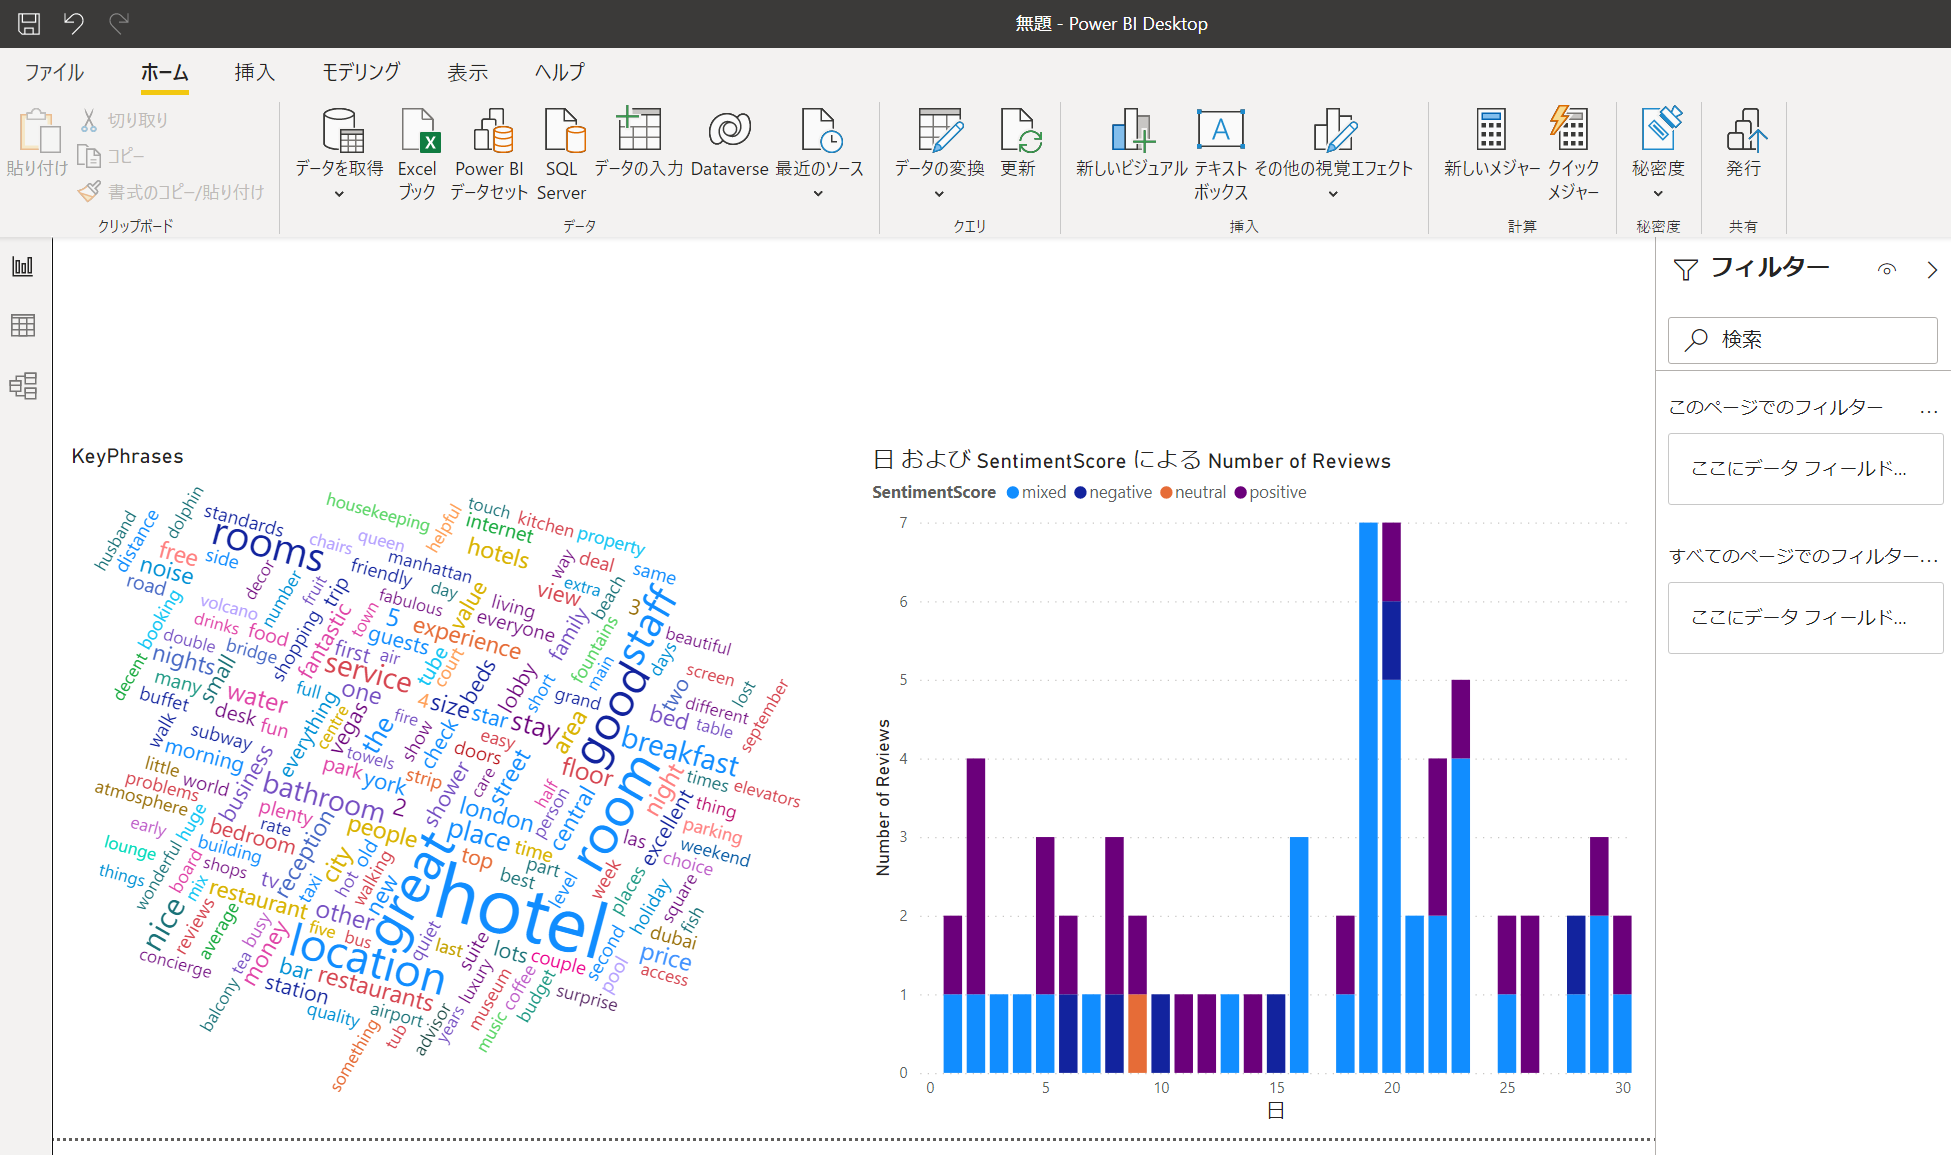 無題 - Power BI Desktop
ファイル ホーム 挿入 モデリング 表示 ヘルプ
貼り付け
切り取り
コピー
書式のコピー/貼り付け
クリップボード
データを取得
Excel
ブック
Power BI
データセット
SQL
Server
データの入力
Dataverse
最近のソース
データ
データの変換
更新
クエリ
新しいビジュアル
テキスト
ボックス
その他の視覚エフェクト
挿入
新しいメジャー
クイック
メジャー
計算
秘密度
秘密度
発行
共有
KeyPhrases
housekeeping
helpful
touch
internet
kitchen
property
hotels
dolphin
standards
rooms
husband
distance
free
side
chairs
queen
manhattan
friendly
way
deal
same
extra
beach
view
3
noise
road
decor
number
fruit
trip
day
fabulous
value
living
everyone
family
staff
booking
volcano
drinks
food
shopping
fantastic
town
5
guests
experience
fountains
beautiful
double
bridge
nights
small
first
air
service
tube
court
beds
lobby
short
main
good
days
screen
decent
many
buffet
water
full
one
4
size
star
stay
grand
area
two
different
lost
september
desk
fun
everything
centre
vegas
the
fire
show
check
easy
doors
bed
table
walk
subway
morning
towels
park
york
strip
care
street
floor
breakfast
little
world
problems
atmosphere
business
bathroom
2
shower
half
person
central
room
night
times
elevators
excellent
thing
early
huge
plenty
rate
people
london
place
time
las
parking
weekend
lounge
wonderful
bedroom
building
reception
city
old
great
top
part
best
choice
things
board
shops
mix
tv
taxi
hot
walking
new
hotel
level
week
places
holiday
square
fish
nice
reviews
restaurant
average
busy
five
other
bus
quiet
last
suite
lots
couple
second
price
dubai
concierge
tea
money
location
pool
access
balcony
bar
station
restaurants
luxury
museum
coffee
budget
surprise
quality
airport
years
music
something
tub
advisor
日 および SentimentScore による Number of Reviews
SentimentScore mixed negative neutral positive
Number of Reviews
7
6
5
4
3
2
1
0
0 5 10 15 20 25 30
日
フィルター
検索
このページでのフィルター ...
ここにデータ フィールド...
すべてのページでのフィルター...
ここにデータ フィールド...